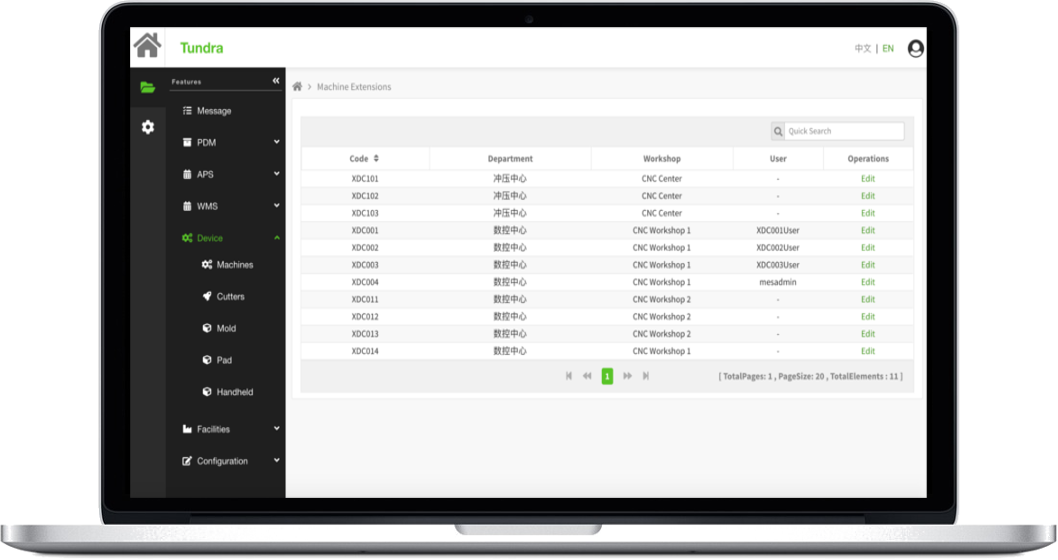 Tundra
中文 | EN
Features
Message
PDM
APS
WMS
Device
Machines
Cutters
Mold
Pad
Handheld
Facilities
Configuration
Machine Extensions
Quick Search
Code Department Workshop User Operations
XDC101 冲压中心 CNC Center - Edit
XDC102 冲压中心 CNC Center - Edit
XDC103 冲压中心 CNC Center - Edit
XDC001 数控中心 CNC Workshop 1 XDC001User Edit
XDC002 数控中心 CNC Workshop 1 XDC002User Edit
XDC003 数控中心 CNC Workshop 1 XDC003User Edit
XDC004 数控中心 CNC Workshop 1 mesadmin Edit
XDC011 数控中心 CNC Workshop 2 - Edit
XDC012 数控中心 CNC Workshop 2 - Edit
XDC013 数控中心 CNC Workshop 2 - Edit
XDC014 数控中心 CNC Workshop 1 - Edit
1
[ TotalPages: 1 , PageSize: 20 , TotalElements : 11 ]